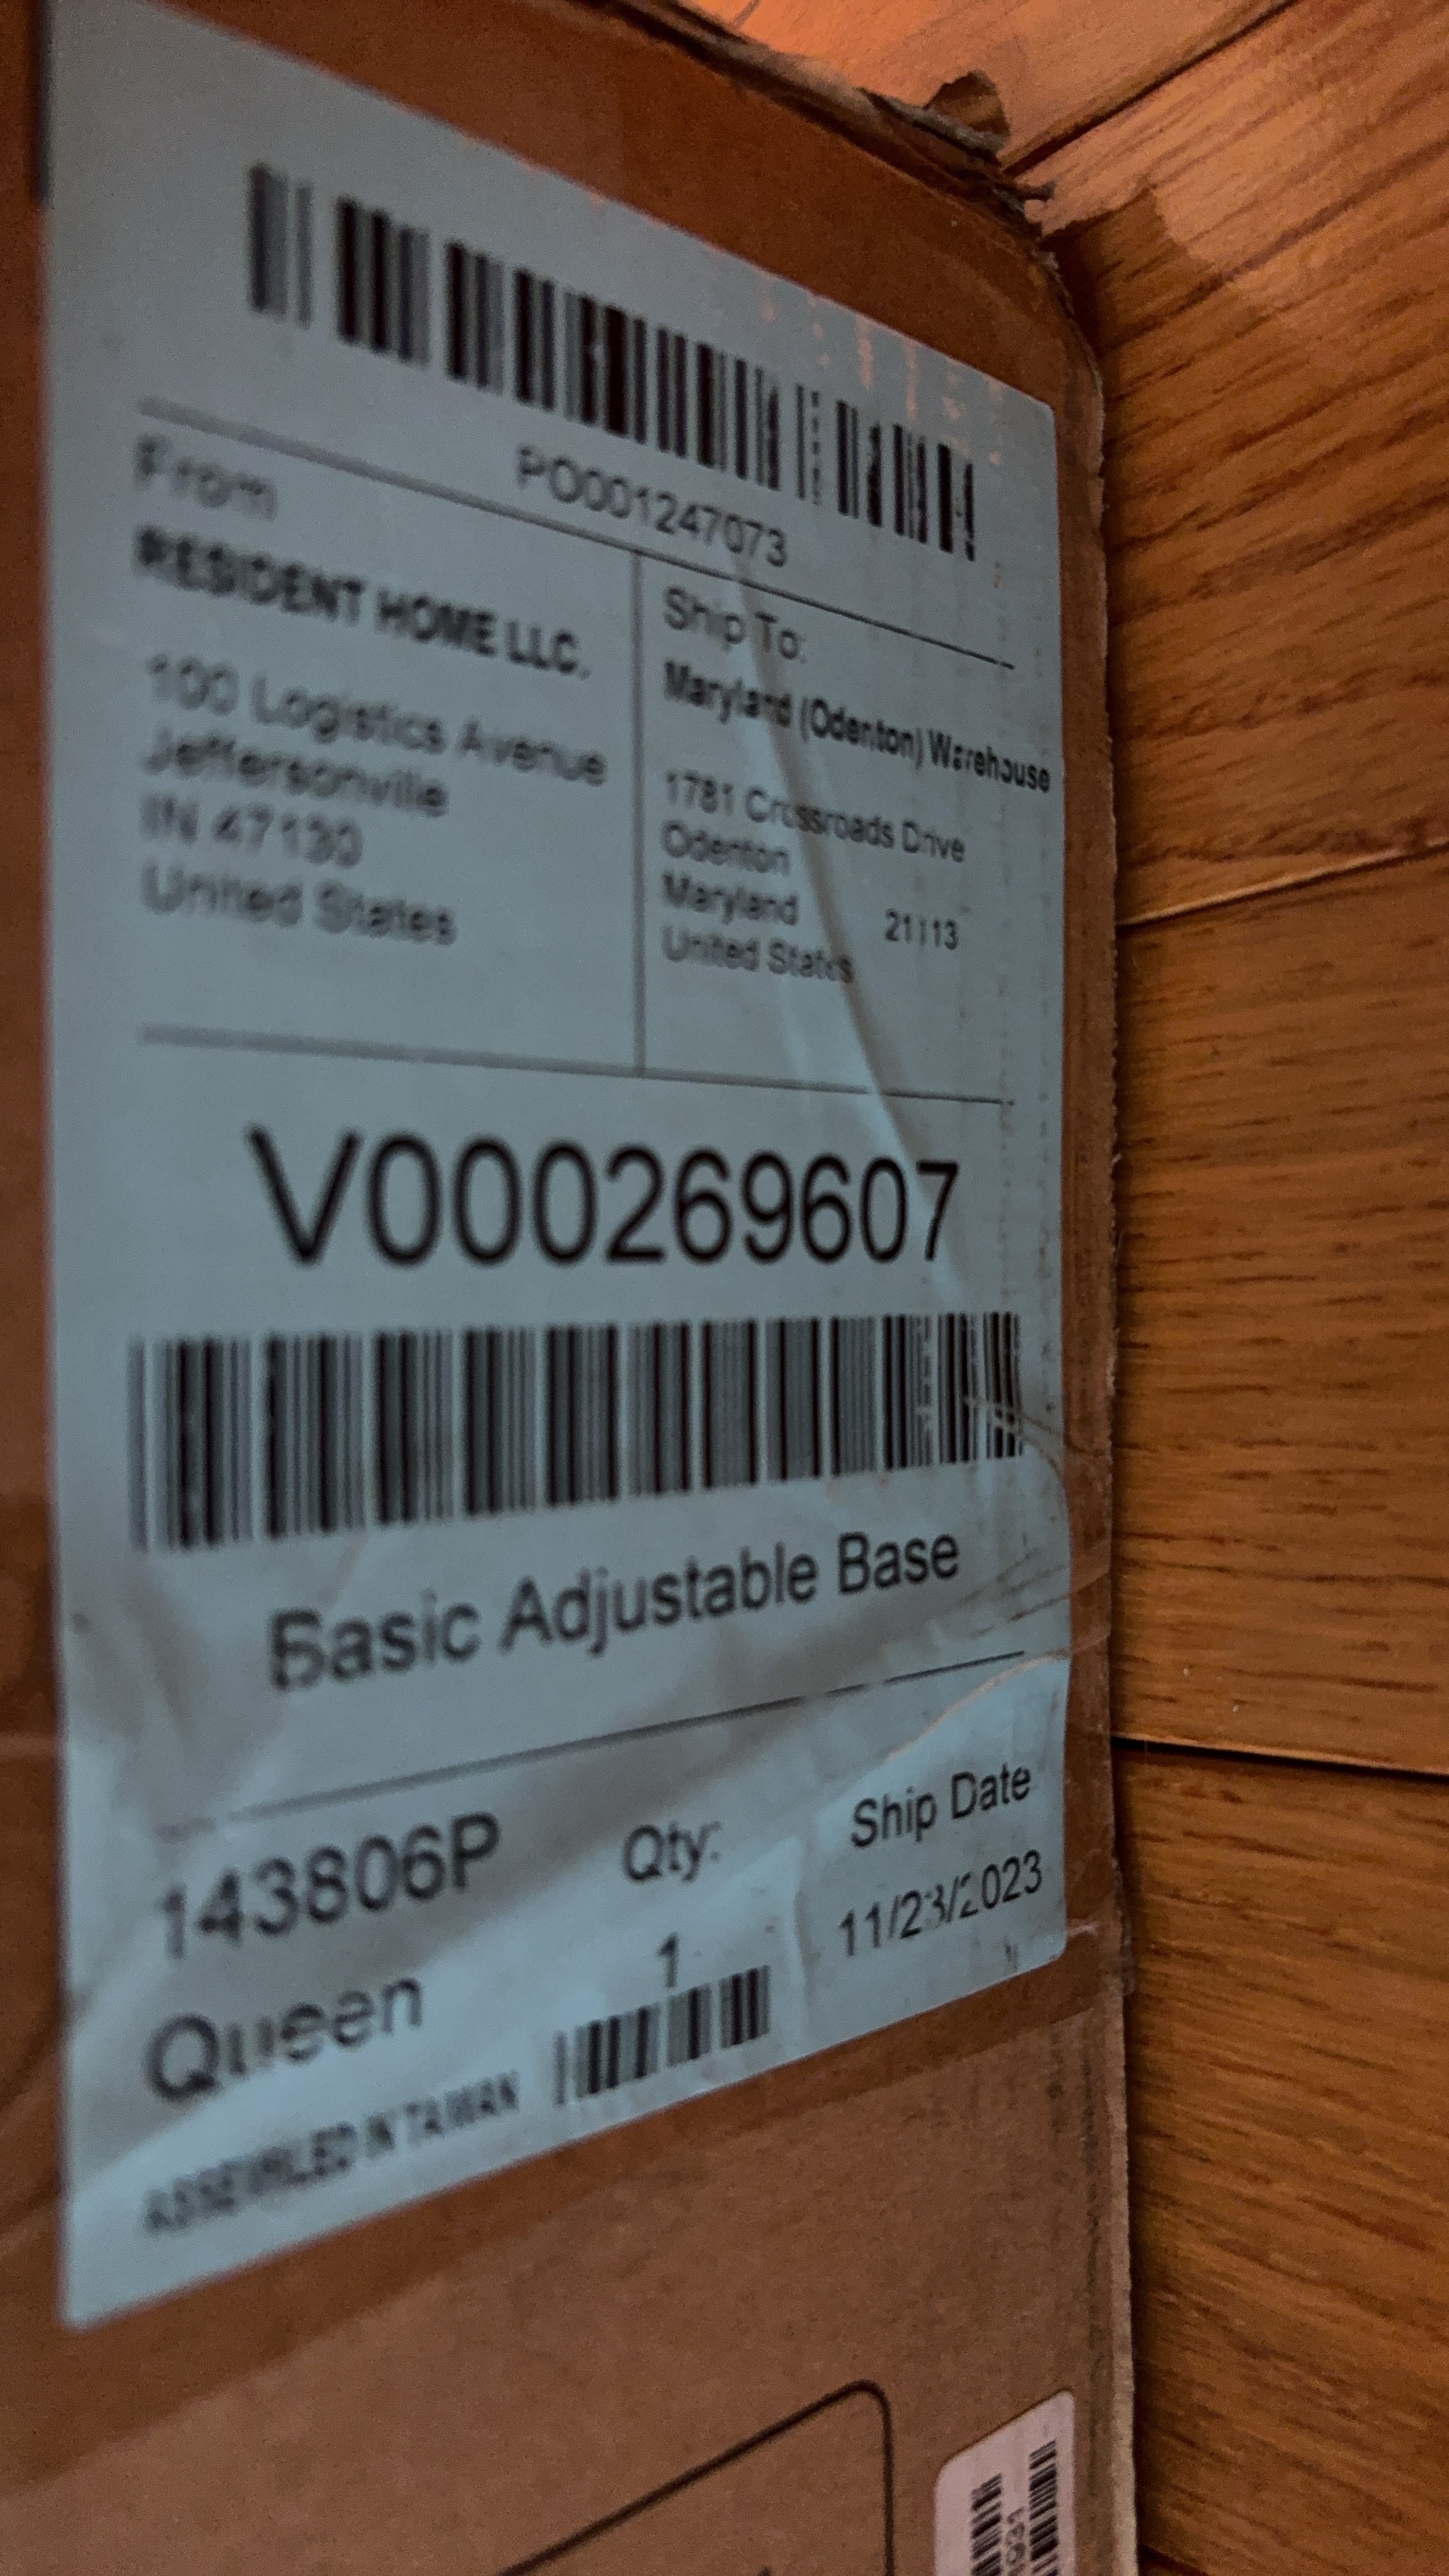 PO001247073
From
RESIDENT HOME LLC.
100 Logistics Avenue
Jeffersonville
IN 47130
United States
Ship To:
Maryland (Odenton) Warehouse
1781 Crossroads Drive
Odenton
Maryland 21113
United States
V000269607
Basic Adjustable Base
143806P
Queen
ASSEMBLED IN TAIWAN
Qty:
1
Ship Date
11/23/2023